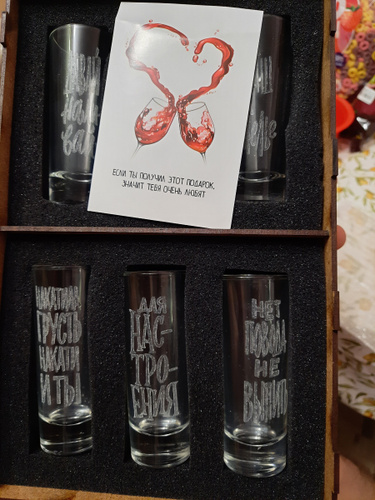 ЕСЛИ ТЫ ПОЛУЧИЛ ЭТОТ ПОДАРОК,
ЗНАЧИТ ТЕБЯ ОЧЕНЬ ЛЮБЯТ
НАКАТИЛА
ГРУСТЬ
НАКАТИ
И ТЫ
ДЛЯ
НАС-
ТРО-
ЕНИЯ
НЕТ
ПОВОДА
НЕ
ВЫПИТЬ